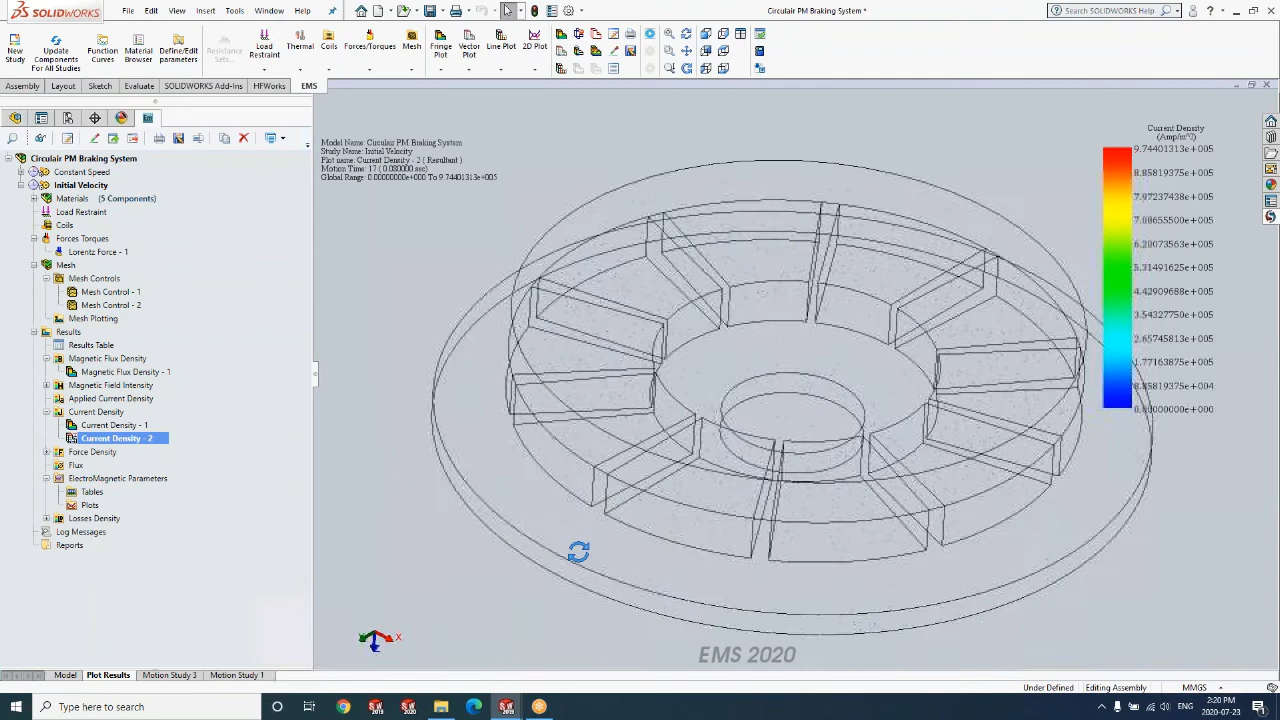 SOLIDWORKS
File
Edit
View
Insert
Tools
Window
Help
Circulair PM Braking System *
Search SOLIDWORKS Help
New
Study
Update
Components
For All Studies
Function
Curves
Material
Browser
Define/Edit
parameters
Resistance
Sets...
Load
Restraint
Thermal
Coils
Forces/Torques
Mesh
Fringe
Plot
Vector
Plot
Line Plot
2D Plot
Assembly
Layout
Sketch
Evaluate
SOLIDWORKS Add-Ins
HFWorks
EMS
Circulair PM Braking System
Constant Speed
Initial Velocity
Materials (5 Components)
Load Restraint
Coils
Forces Torques
Lorentz Force - 1
Mesh
Mesh Controls
Mesh Control - 1
Mesh Control - 2
Mesh Plotting
Results
Results Table
Magnetic Flux Density
Magnetic Flux Density - 1
Magnetic Field Intensity
Applied Current Density
Current Density
Current Density - 1
Current Density - 2
Force Density
Flux
ElectroMagnetic Parameters
Tables
Plots
Losses Density
Log Messages
Reports
Model Name: Circulair PM Braking System
Study Name: Initial Velocity
Plot name: Current Density - 2 ( Resultant )
Motion Time: 17 ( 0.080000 sec)
Global Range: 0.00000000e+000 To 9.74401313e+005
Current Density
(Amp/m^2)
9.74401313e+005
8.85819375e+005
7.97237438e+005
7.08655500e+005
6.20073563e+005
5.31491625e+005
4.42909688e+005
3.54327750e+005
2.65745813e+005
1.77163875e+005
8.85819375e+004
0.00000000e+000
X
EMS 2020
Model
Plot Results
Motion Study 3
Motion Study 1
Under Defined
Editing Assembly
MMGS
Type here to search
ENG
2:20 PM
2020-07-23